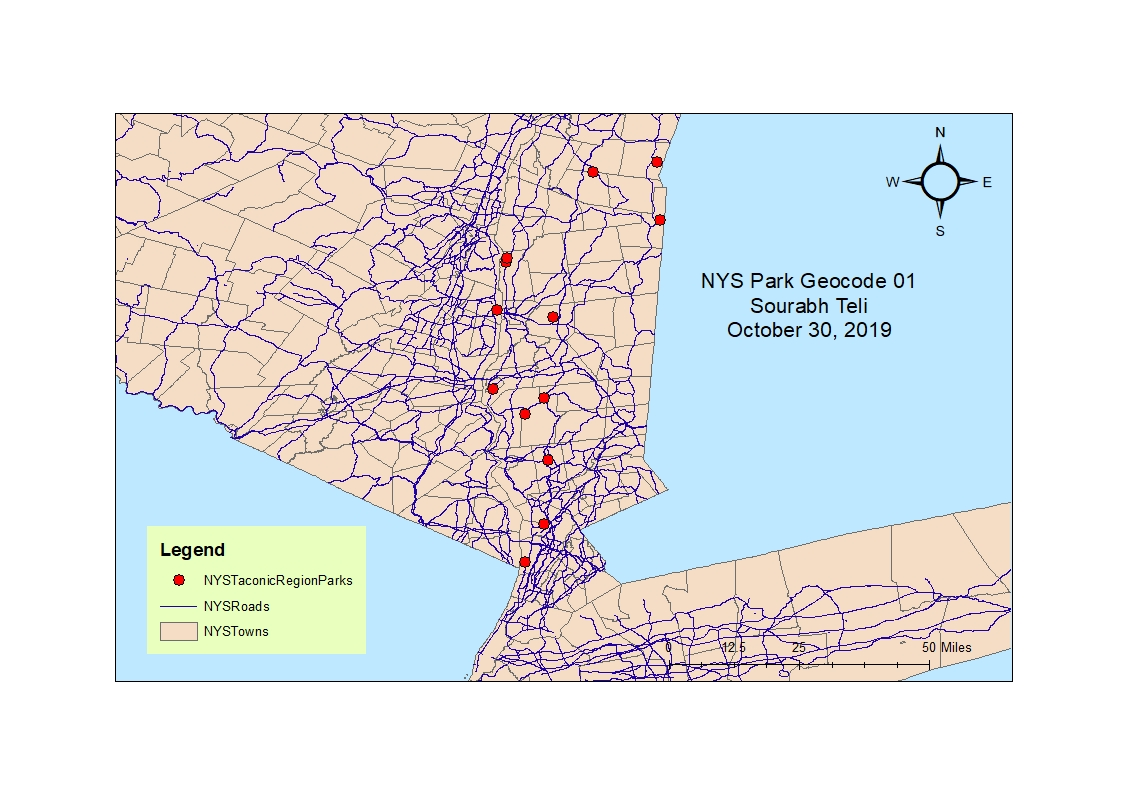 N
W E
S
NYS Park Geocode 01
Sourabh Teli
October 30, 2019
Legend
NYSTaconicRegionParks
NYSRoads
NYSTowns
0 12.5 25 50 Miles